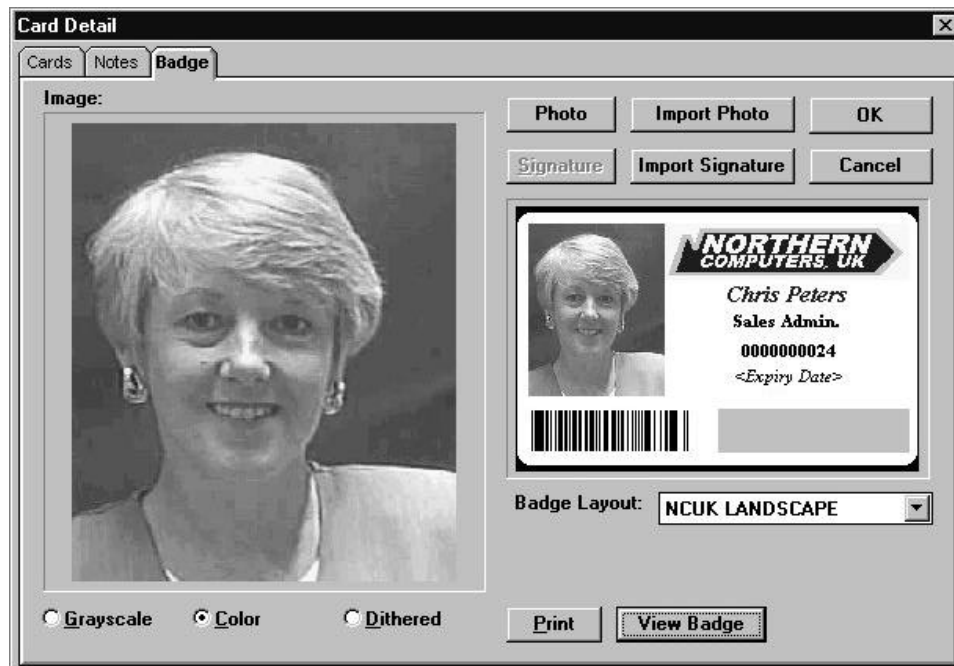 Card Detail
Cards Notes Badge
Image:
Photo Import Photo OK
Signature Import Signature Cancel
NORTHERN
COMPUTERS, UK
Chris Peters
Sales Admin.
0000000024
<Expiry Date>
Badge Layout: NCUK LANDSCAPE
Grayscale Color Dithered
Print View Badge